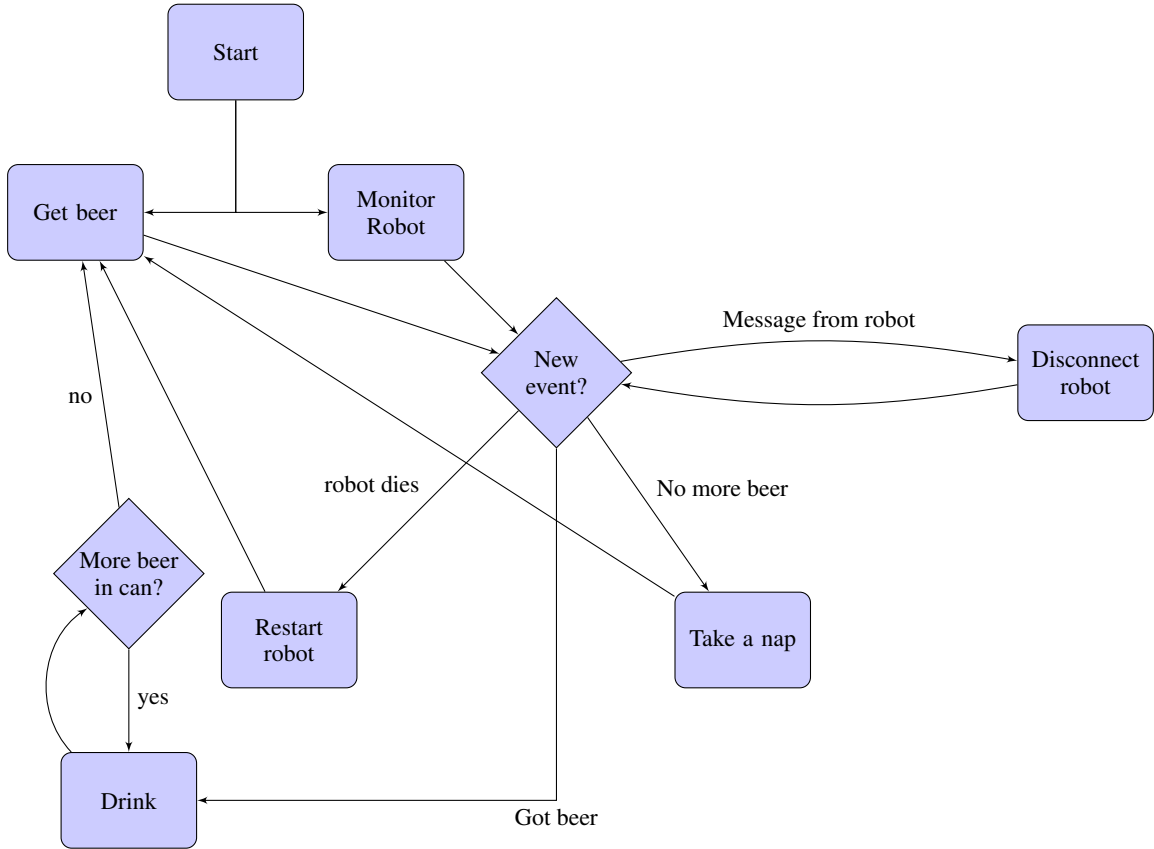 Start
Get beer
Monitor
Robot
Message from robot
New
event?
Disconnect
robot
no
robot dies
No more beer
More beer
in can?
Restart
robot
Take a nap
yes
Drink
Got beer